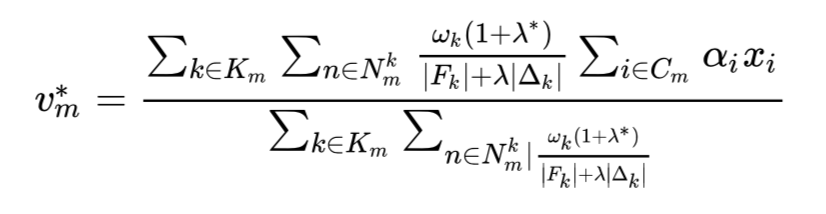 $v_m^* = \frac{\sum_{k \in K_m} \sum_{n \in N_m^k} \frac{\omega_k(1+\lambda^*)}{|F_k|+\lambda|\Delta_k|} \sum_{i \in C_m} \alpha_i x_i}{\sum_{k \in K_m} \sum_{n \in N_m^k | \frac{\omega_k(1+\lambda^*)}{|F_k|+\lambda|\Delta_k|}}}$